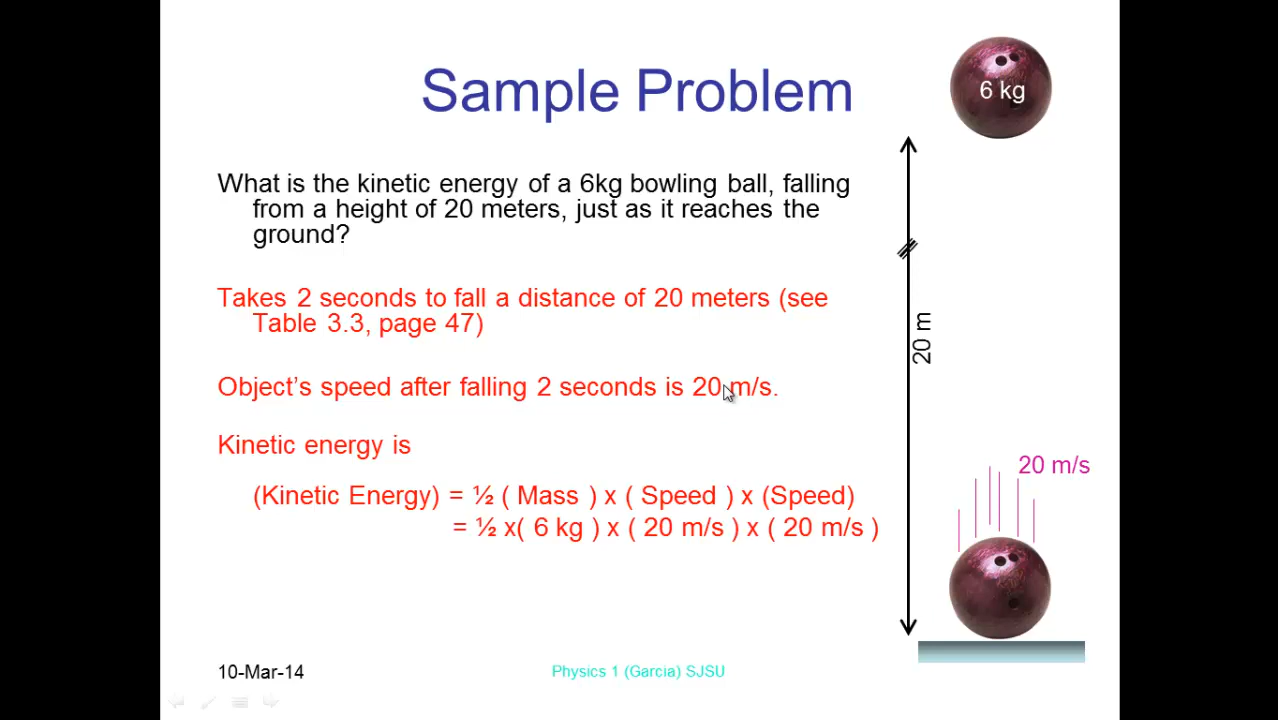 Sample Problem
6 kg
What is the kinetic energy of a 6kg bowling ball, falling
from a height of 20 meters, just as it reaches the
ground?
Takes 2 seconds to fall a distance of 20 meters (see
Table 3.3, page 47)
20 m
Object’s speed after falling 2 seconds is 20 m/s.
Kinetic energy is
20 m/s
(Kinetic Energy) = ½ ( Mass ) x ( Speed ) x (Speed)
= ½ x( 6 kg ) x ( 20 m/s ) x ( 20 m/s )
10-Mar-14
Physics 1 (Garcia) SJSU